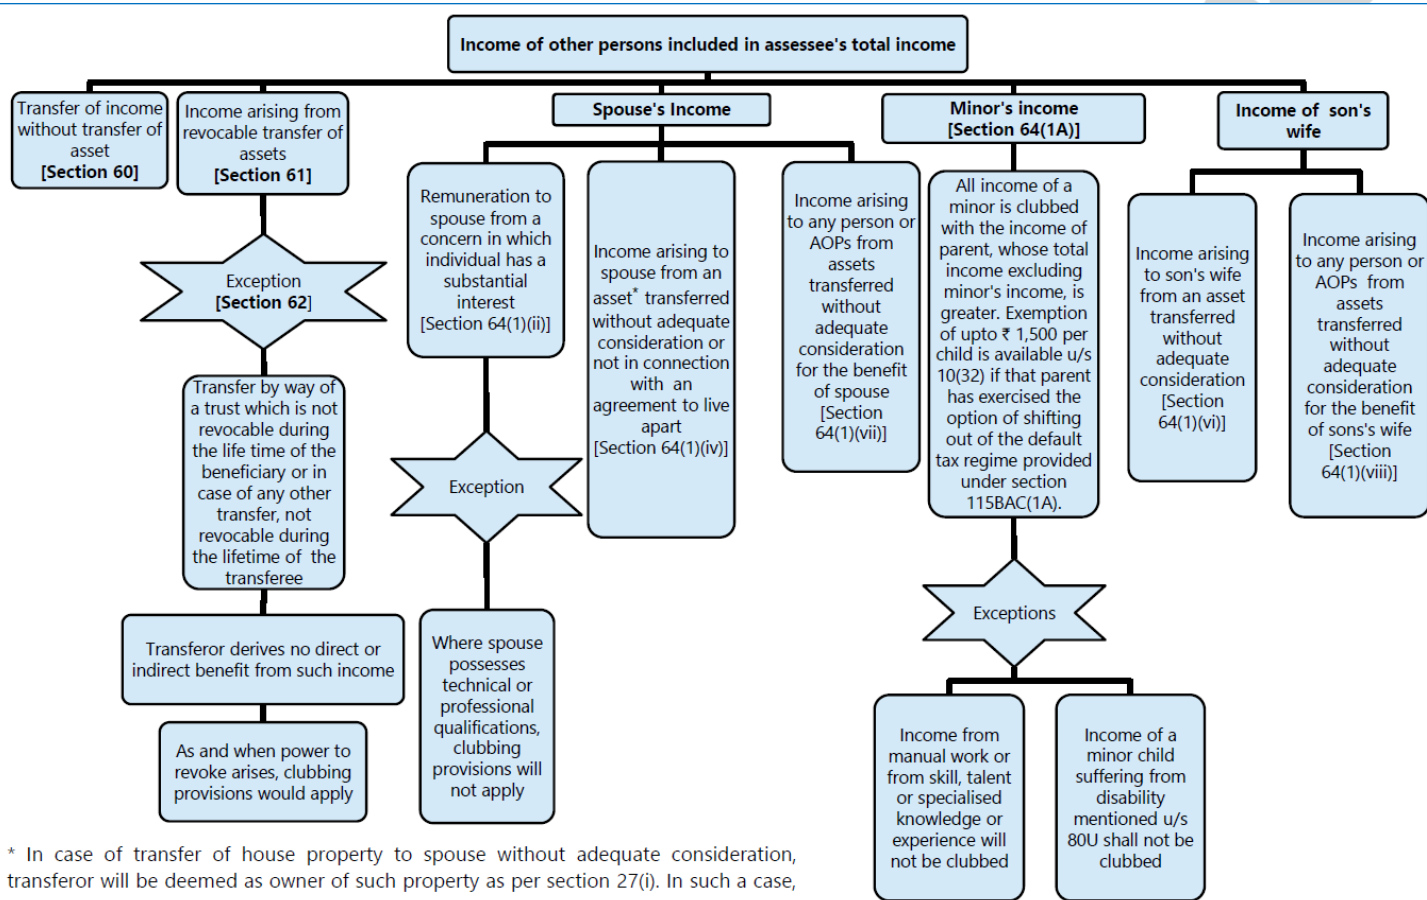 Income of other persons included in assessee's total income
Transfer of income
without transfer of
asset
[Section 60]
Income arising from
revocable transfer of
assets
[Section 61]
Exception
[Section 62]
Transfer by way of
a trust which is not
revocable during
the life time of the
beneficiary or in
case of any other
transfer, not
revocable during
the lifetime of the
transferee
Transferor derives no direct or
indirect benefit from such income
As and when power to
revoke arises, clubbing
provisions would apply
Spouse's Income
Remuneration to
spouse from a
concern in which
individual has a
substantial
interest
[Section 64(1)(ii)]
Exception
Where spouse
possesses
technical or
professional
qualifications,
clubbing
provisions will
not apply
Income arising to
spouse from an
asset* transferred
without adequate
consideration or
not in connection
with an
agreement to live
apart
[Section 64(1)(iv)]
Income arising
to any person or
AOPs from
assets
transferred
without
adequate
consideration
for the benefit
of spouse
[Section
64(1)(vii)]
Minor's income
[Section 64(1A)]
All income of a
minor is clubbed
with the income of
parent, whose total
income excluding
minor's income, is
greater. Exemption
of upto ₹ 1,500 per
child is available u/s
10(32) if that parent
has exercised the
option of shifting
out of the default
tax regime provided
under section
115BAC(1A).
Exceptions
Income from
manual work or
from skill, talent
or specialised
knowledge or
experience will
not be clubbed
Income of a
minor child
suffering from
disability
mentioned u/s
80U shall not be
clubbed
Income of son's
wife
Income arising
to son's wife
from an asset
transferred
without
adequate
consideration
[Section
64(1)(vi)]
Income arising
to any person or
AOPs from
assets
transferred
without
adequate
consideration
for the benefit
of sons's wife
[Section
64(1)(viii)]
* In case of transfer of house property to spouse without adequate consideration,
transferor will be deemed as owner of such property as per section 27(i). In such a case,